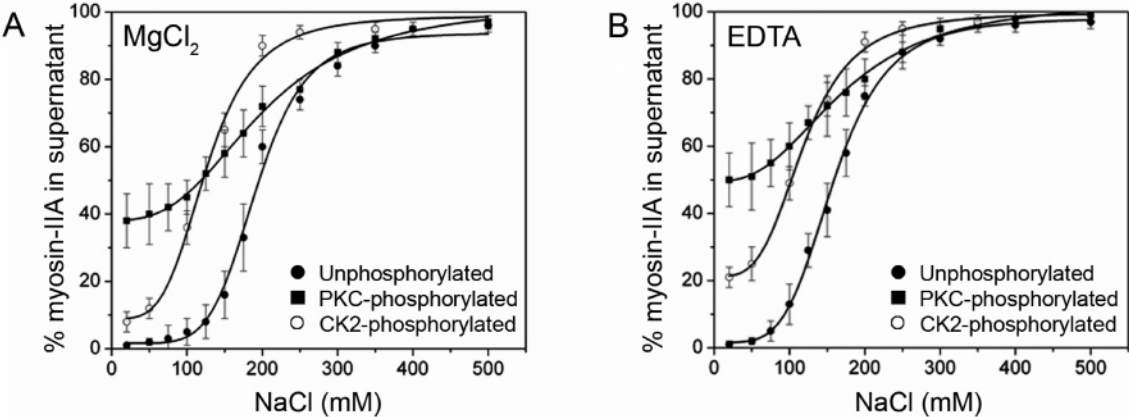 A
MgCl2
% myosin-IIA in supernatant
100
80
60
40
20
0
Unphosphorylated
PKC-phosphorylated
CK2-phosphorylated
0 100 200 300 400 500
NaCl (mM)
B
EDTA
% myosin-IIA in supernatant
100
80
60
40
20
0
Unphosphorylated
PKC-phosphorylated
CK2-phosphorylated
0 100 200 300 400 500
NaCl (mM)